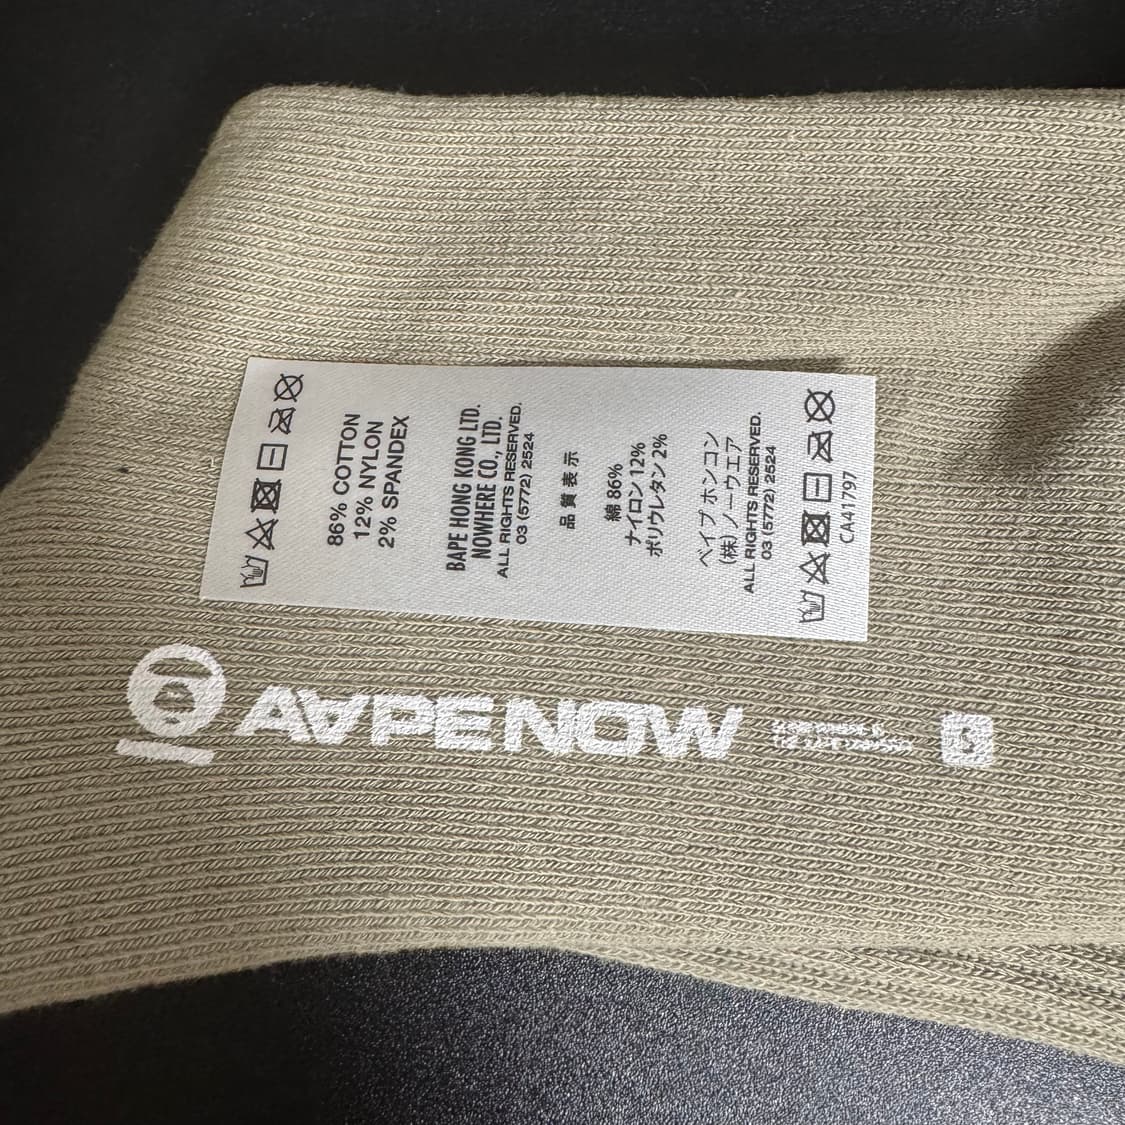 86% COTTON
12% NYLON
2% SPANDEX
BAPE HONG KONG LTD.
NOWHERE CO., LTD.
ALL RIGHTS RESERVED.
03 (5772) 2524
品質表示
綿 86%
ナイロン 12%
ポリウレタン 2%
ベイプ ホンコン
(株)ノーウエア
ALL RIGHTS RESERVED.
03 (5772) 2524
CA41797
AAPE NOW